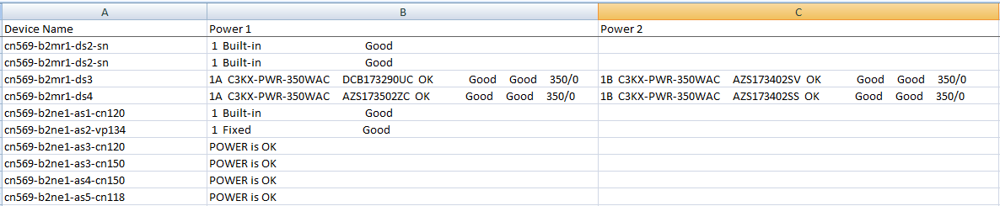 A B C
Device Name Power 1 Power 2
cn569-b2mr1-ds2-sn 1 Built-in Good
cn569-b2mr1-ds2-sn 1 Built-in Good
cn569-b2mr1-ds3 1A C3KX-PWR-350WAC DCB173290UC OK Good Good 350/0 1B C3KX-PWR-350WAC AZS173402SV OK Good Good 350/0
cn569-b2mr1-ds4 1A C3KX-PWR-350WAC AZS173502ZC OK Good Good 350/0 1B C3KX-PWR-350WAC AZS173402SS OK Good Good 350/0
cn569-b2ne1-as1-cn120 1 Built-in Good
cn569-b2ne1-as2-vp134 1 Fixed Good
cn569-b2ne1-as3-cn120 POWER is OK
cn569-b2ne1-as3-cn150 POWER is OK
cn569-b2ne1-as4-cn150 POWER is OK
cn569-b2ne1-as5-cn118 POWER is OK